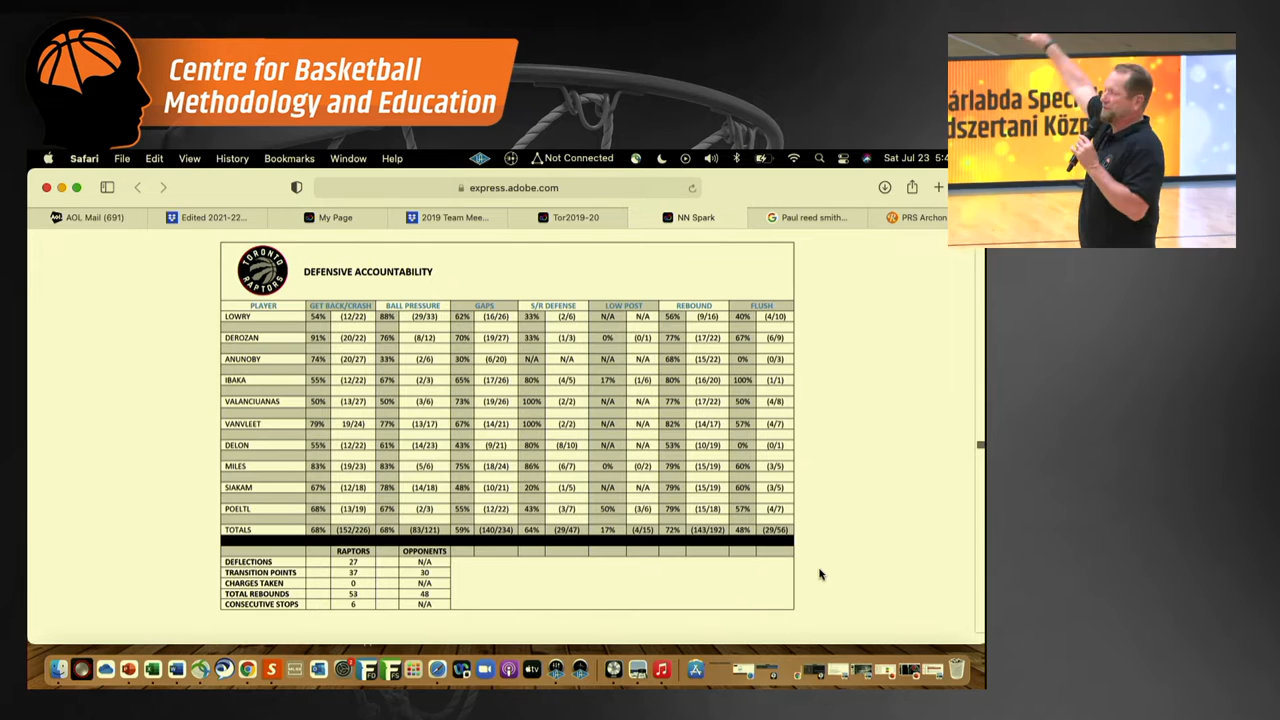 Centre for Basketball
Methodology and Education
árlabda Speci
dszertani Közp
Safari File Edit View History Bookmarks Window Help Not Connected Sat Jul 23 5:4
express.adobe.com
AOL Mail (691) Edited 2021-22... My Page 2019 Team Mee... Tor2019-20 NN Spark Paul reed smith... PRS Archon
TORONTO
RAPTORS
DEFENSIVE ACCOUNTABILITY
PLAYER GET BACK/CRASH BALL PRESSURE GAPS S/R DEFENSE LOW POST REBOUND FLUSH
LOWRY 54% (12/22) 88% (29/33) 62% (16/26) 33% (2/6) N/A N/A 56% (9/16) 40% (4/10)
DEROZAN 91% (20/22) 76% (8/12) 70% (19/27) 33% (1/3) 0% (0/1) 77% (17/22) 67% (6/9)
ANUNOBY 74% (20/27) 33% (2/6) 30% (6/20) N/A N/A N/A N/A 68% (15/22) 0% (0/3)
IBAKA 55% (12/22) 67% (2/3) 65% (17/26) 80% (4/5) 17% (1/6) 80% (16/20) 100% (1/1)
VALANCIUANAS 50% (13/27) 50% (3/6) 73% (19/26) 100% (2/2) N/A N/A 77% (17/22) 50% (4/8)
VANVLEET 79% 19/24) 77% (13/17) 67% (14/21) 100% (2/2) N/A N/A 82% (14/17) 57% (4/7)
DELON 55% (12/22) 61% (14/23) 43% (9/21) 80% (8/10) N/A N/A 53% (10/19) 0% (0/1)
MILES 83% (19/23) 83% (5/6) 75% (18/24) 86% (6/7) 0% (0/2) 79% (15/19) 60% (3/5)
SIAKAM 67% (12/18) 78% (14/18) 48% (10/21) 20% (1/5) N/A N/A 79% (15/19) 60% (3/5)
POELTL 68% (13/19) 67% (2/3) 55% (12/22) 43% (3/7) 50% (3/6) 79% (15/18) 57% (4/7)
TOTALS 68% (152/226) 68% (83/121) 59% (140/234) 64% (29/47) 17% (4/15) 72% (143/192) 48% (29/56)
RAPTORS OPPONENTS
DEFLECTIONS 27 N/A
TRANSITION POINTS 37 30
CHARGES TAKEN 0 N/A
TOTAL REBOUNDS 53 48
CONSECUTIVE STOPS 6 N/A